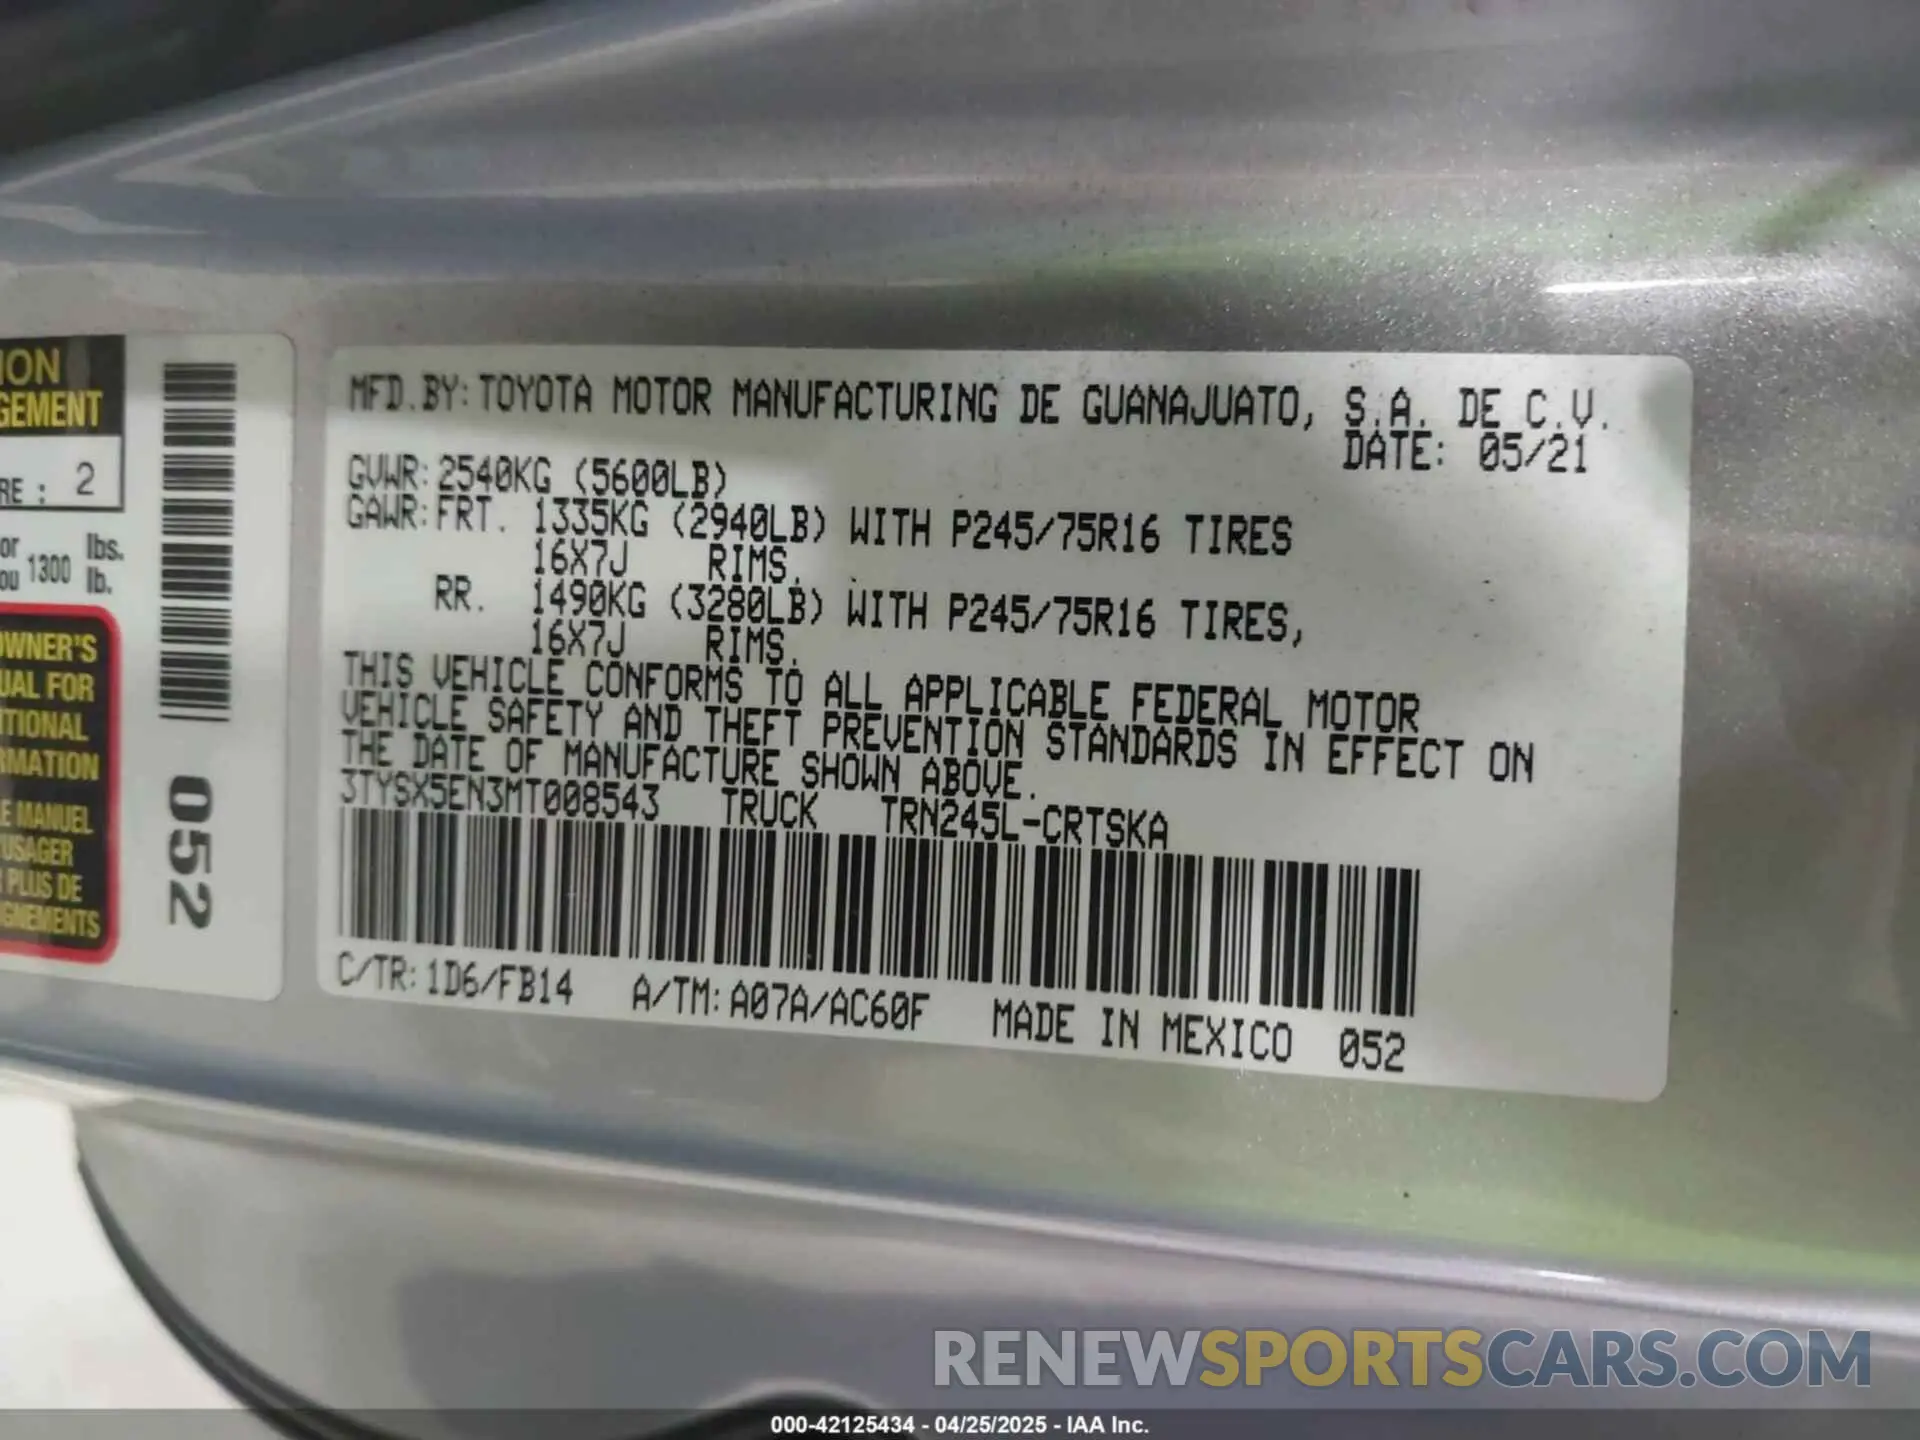 ION
GEMENT
RE : 2
or 1300 lbs.
ou lb.
OWNER'S
UAL FOR
ITIONAL
RMATION
E MANUEL
'USAGER
PLUS DE
GNEMENTS
052
MFD.BY: TOYOTA MOTOR MANUFACTURING DE GUANAJUATO, S.A. DE C.V.
DATE: 05/21
GVWR: 2540KG (5600LB)
GAWR: FRT. 1335KG (2940LB) WITH P245/75R16 TIRES
16X7J RIMS.
RR. 1490KG (3280LB) WITH P245/75R16 TIRES,
16X7J RIMS.
THIS VEHICLE CONFORMS TO ALL APPLICABLE FEDERAL MOTOR
VEHICLE SAFETY AND THEFT PREVENTION STANDARDS IN EFFECT ON
THE DATE OF MANUFACTURE SHOWN ABOVE.
3TYSX5EN3MT008543 TRUCK TRN245L-CRTSKA
C/TR: 1D6/FB14 A/TM: A07A/AC60F MADE IN MEXICO 052
RENEWSPORTSCARS.COM
000-42125434 - 04/25/2025 - IAA Inc.